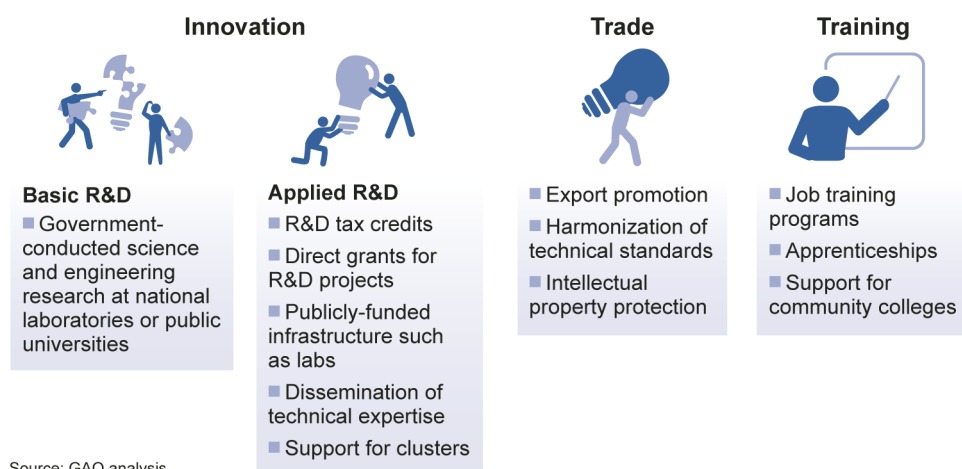 Innovation
Trade
Training
Basic R&D
Government-
conducted science
and engineering
research at national
laboratories or public
universities
Applied R&D
R&D tax credits
Direct grants for
R&D projects
Publicly-funded
infrastructure such
as labs
Dissemination of
technical expertise
Support for clusters
Export promotion
Harmonization of
technical standards
Intellectual
property protection
Job training
programs
Apprenticeships
Support for
community colleges
Source: GAO analysis